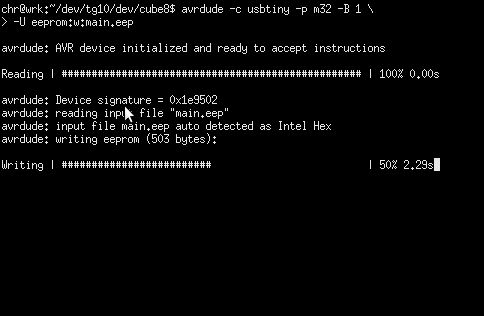 chr@wrk:~/dev/tg10/dev/cube8$ avrdude -c usbtiny -p m32 -B 1 \
> -U eeprom:w:main.eep
avrdude: AVR device initialized and ready to accept instructions
Reading | ################################################## | 100% 0.00s
avrdude: Device signature = 0x1e9502
avrdude: reading input file "main.eep"
avrdude: input file main.eep auto detected as Intel Hex
avrdude: writing eeprom (503 bytes):
Writing | ######################### | 50% 2.29s